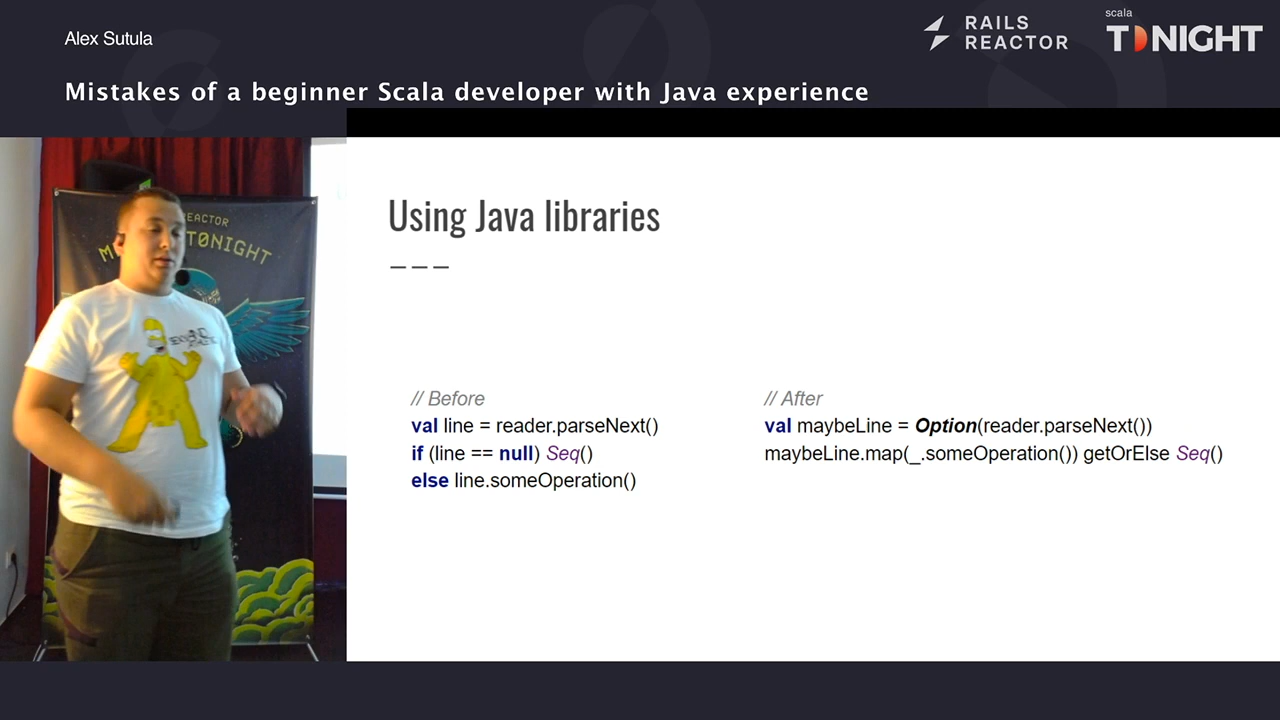 Alex Sutula
RAILS
REACTOR
scala
TONIGHT
Mistakes of a beginner Scala developer with Java experience
REACTOR
Using Java libraries
// Before
val line = reader.parseNext()
if (line == null) Seq()
else line.someOperation()
// After
val maybeLine = Option(reader.parseNext())
maybeLine.map(_.someOperation()) getOrElse Seq()